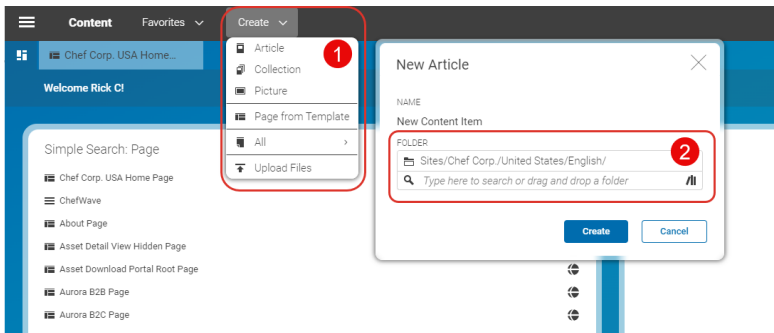 Content
Favorites
Create
Chef Corp. USA Home...
Welcome Rick C!
Article
Collection
Picture
Page from Template
All
Upload Files
1
Simple Search: Page
Chef Corp. USA Home Page
ChefWave
About Page
Asset Detail View Hidden Page
Asset Download Portal Root Page
Aurora B2B Page
Aurora B2C Page
New Article
NAME
New Content Item
FOLDER
Sites/Chef Corp./United States/English/
Type here to search or drag and drop a folder
2
Create
Cancel